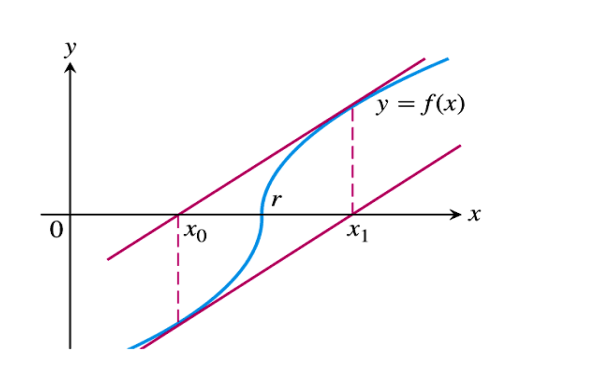 y
y = f(x)
r
x
0
x₀
x₁